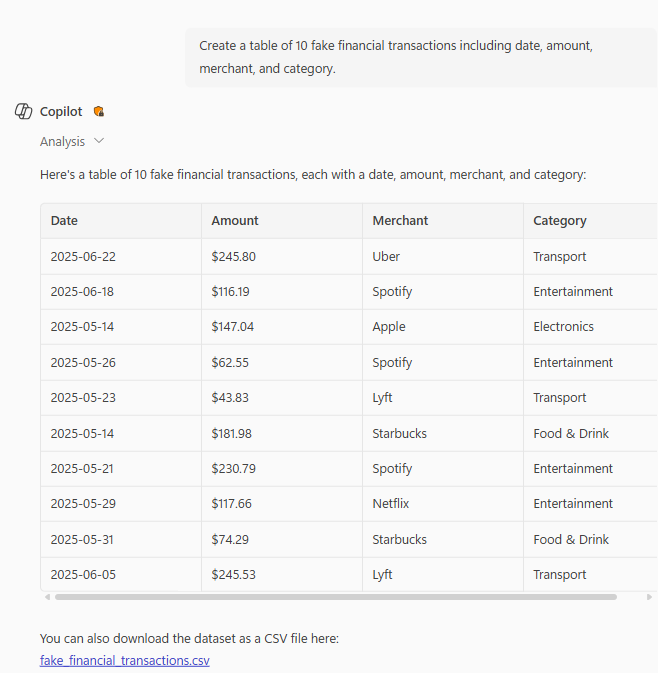 Create a table of 10 fake financial transactions including date, amount,
merchant, and category.
Copilot
Analysis
Here's a table of 10 fake financial transactions, each with a date, amount, merchant, and category:
Date Amount Merchant Category
2025-06-22 $245.80 Uber Transport
2025-06-18 $116.19 Spotify Entertainment
2025-05-14 $147.04 Apple Electronics
2025-05-26 $62.55 Spotify Entertainment
2025-05-23 $43.83 Lyft Transport
2025-05-14 $181.98 Starbucks Food & Drink
2025-05-21 $230.79 Spotify Entertainment
2025-05-29 $117.66 Netflix Entertainment
2025-05-31 $74.29 Starbucks Food & Drink
2025-06-05 $245.53 Lyft Transport
You can also download the dataset as a CSV file here:
fake_financial_transactions.csv